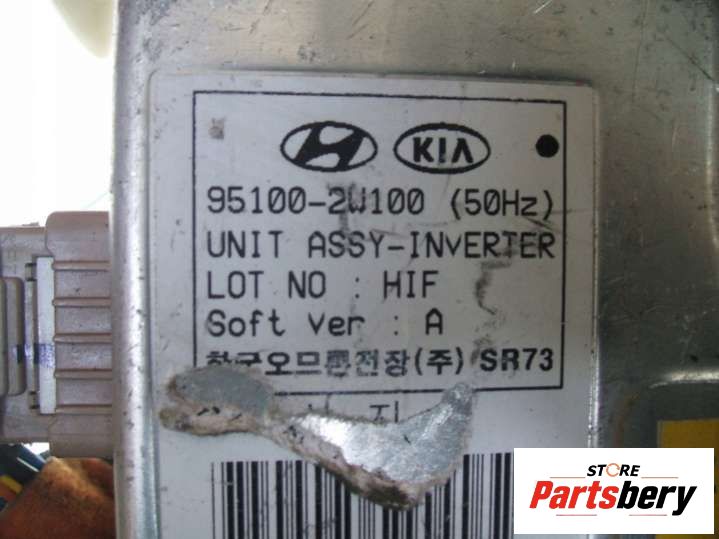 KIA
95100-2W100 (50Hz)
UNIT ASSY-INVERTER
LOT NO : HIF
Soft Ver : A
한국오므론전장(주) SR73
STORE
Partsbery